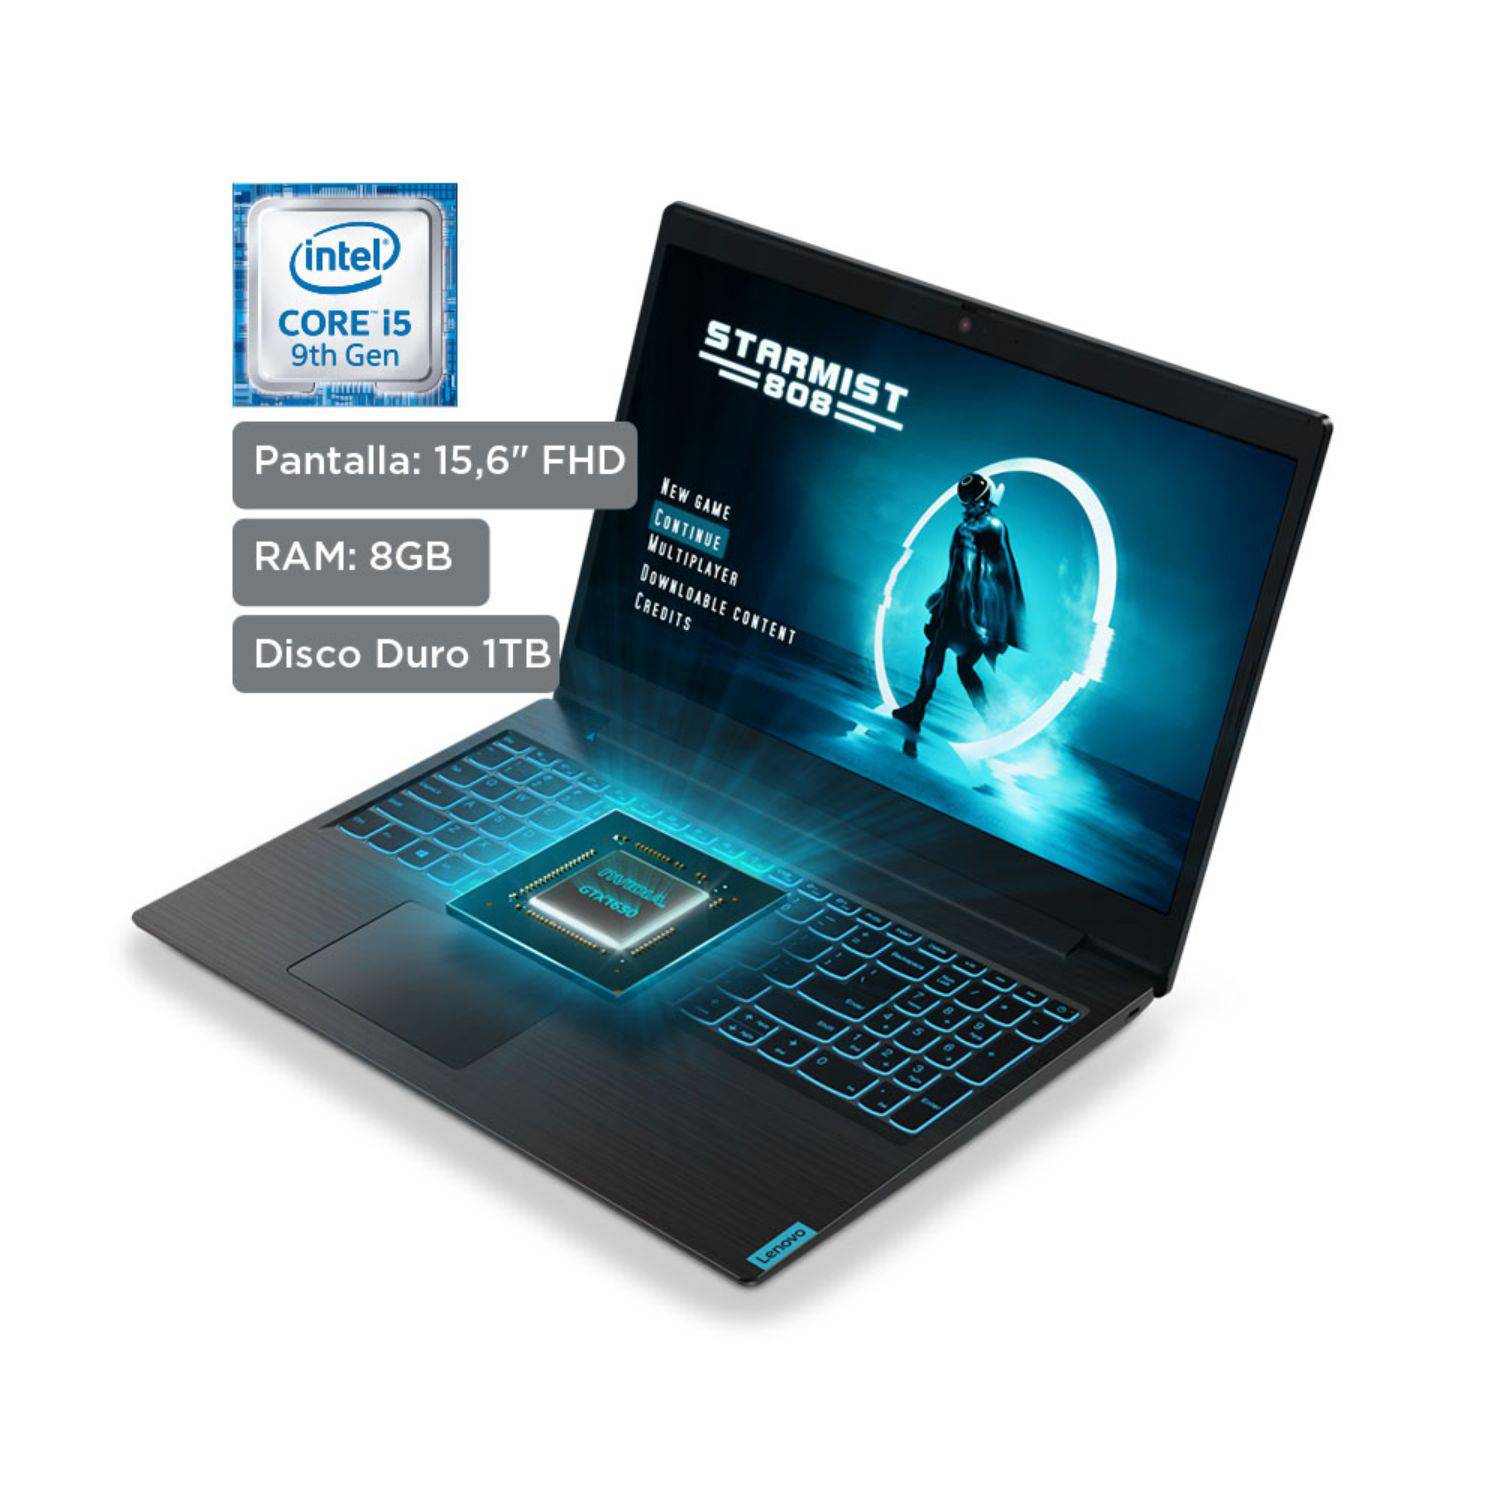 intel
CORE™ i5
9th Gen
Pantalla: 15,6" FHD
RAM: 8GB
Disco Duro 1TB
STARMIST
808
NEW GAME
CONTINUE
MULTIPLAYER
DOWNLOADABLE CONTENT
CREDITS
GTX1650
Lenovo